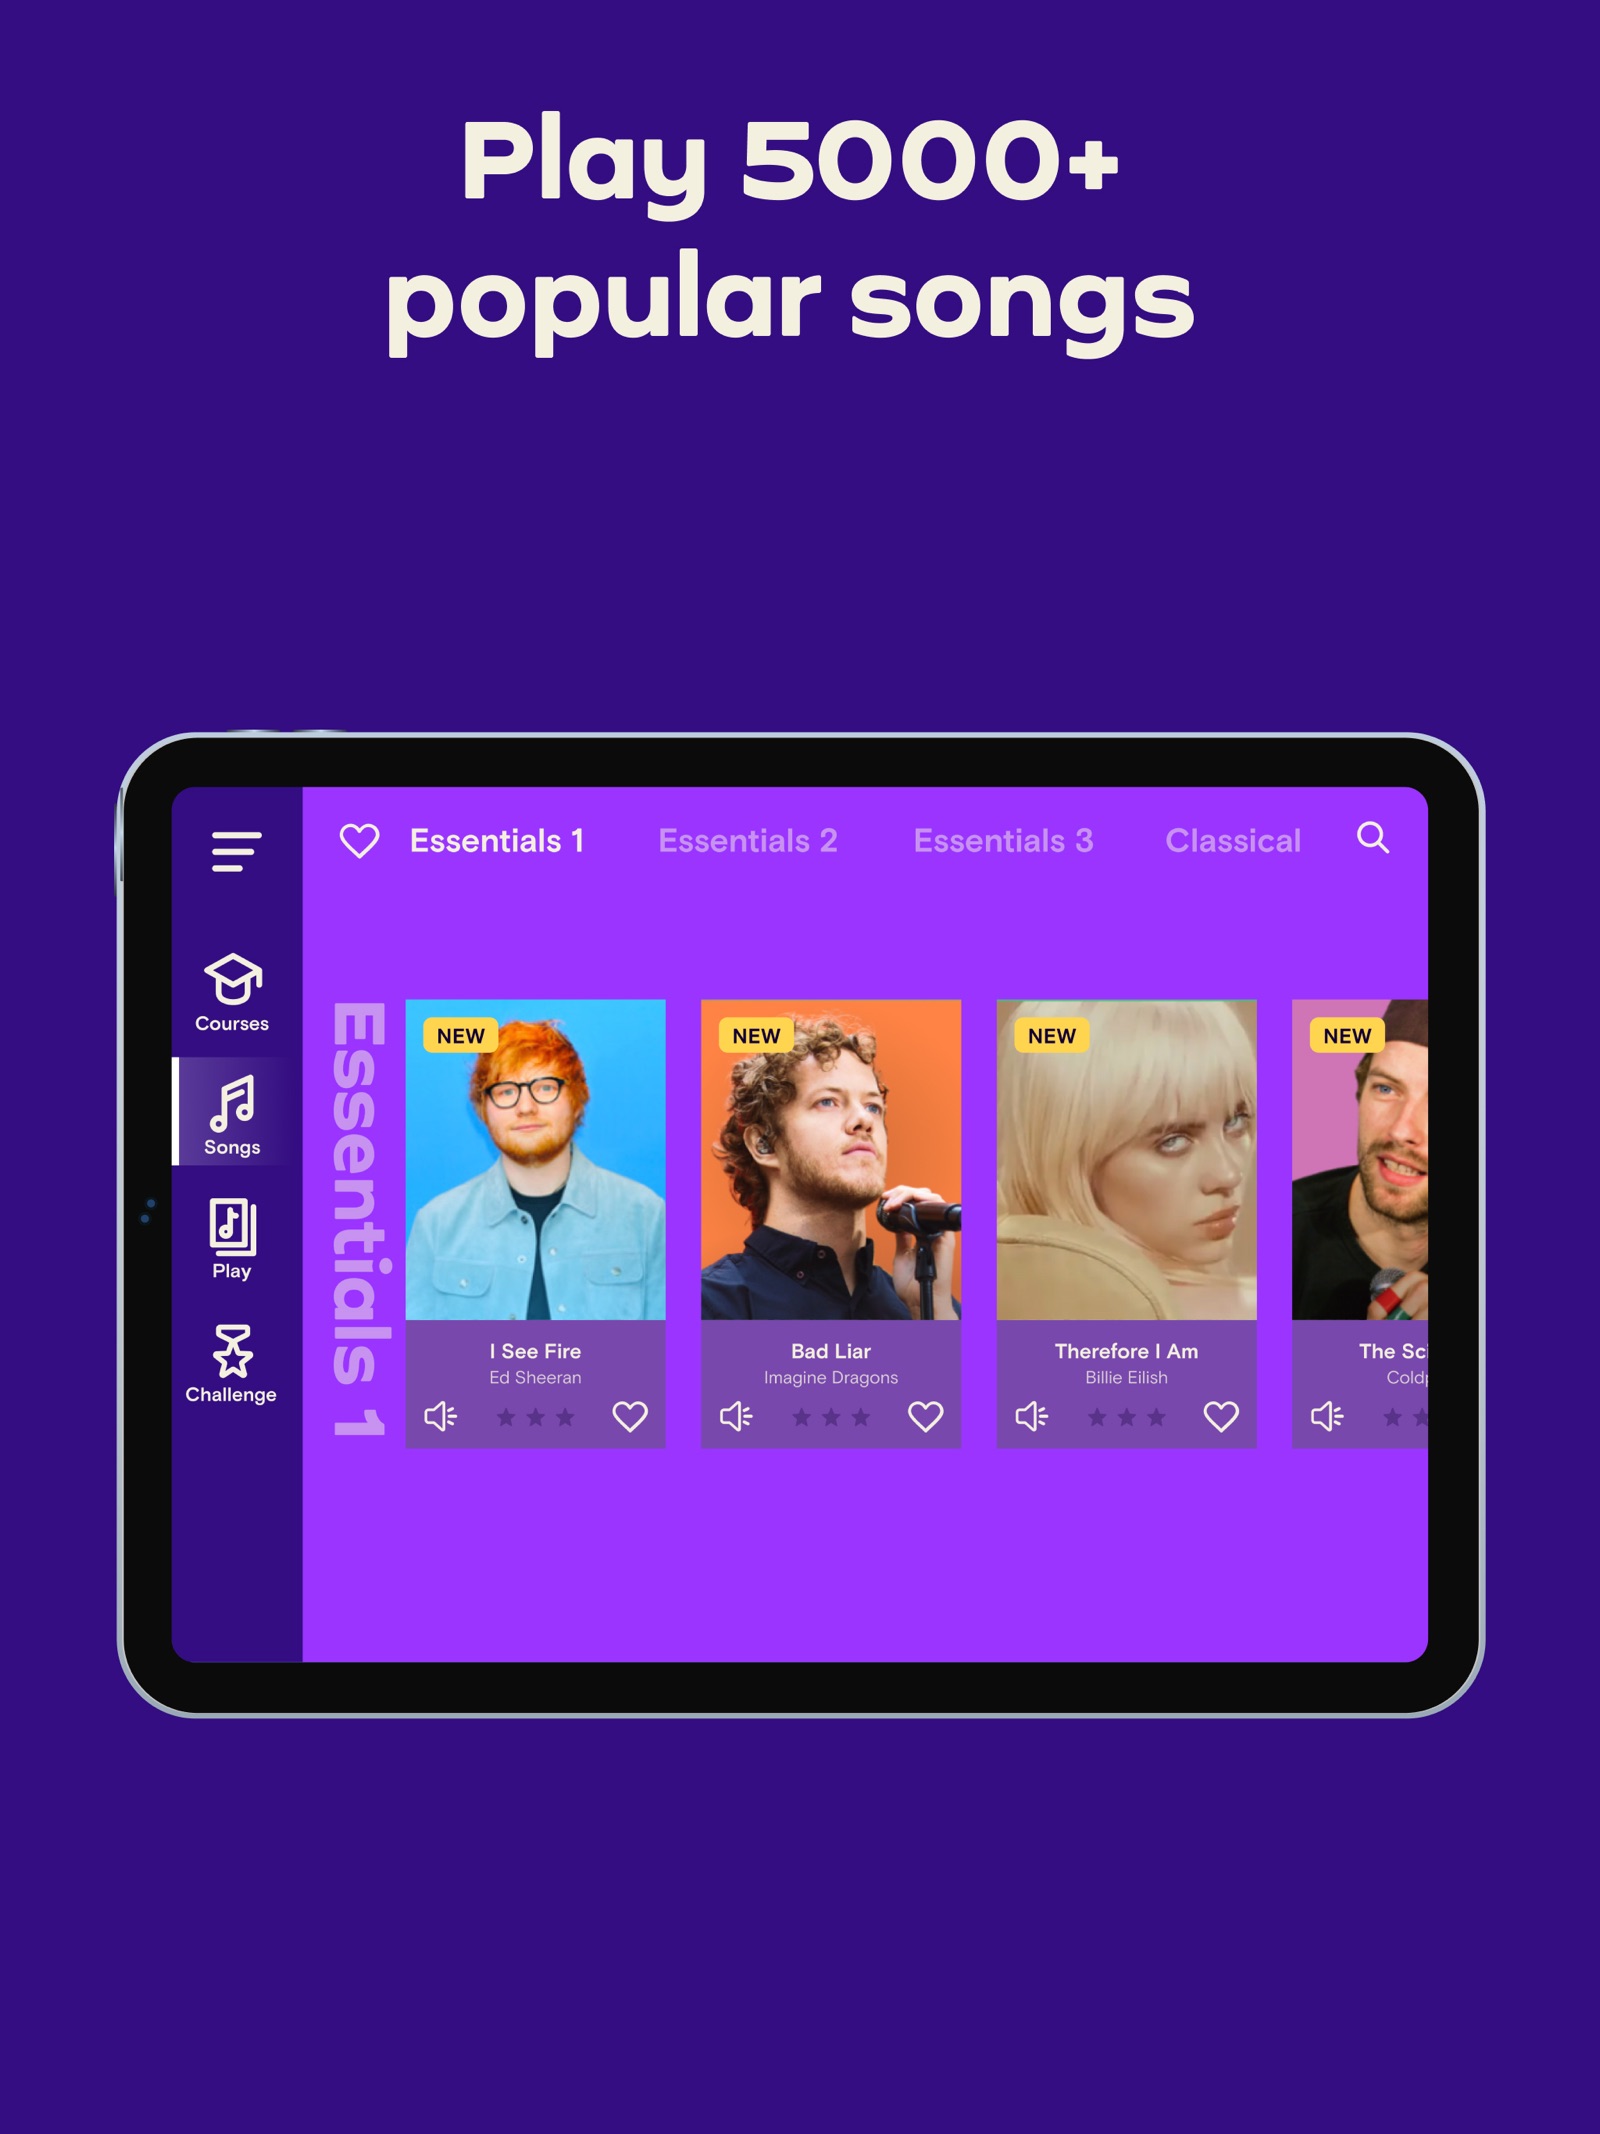 Play 5000+
popular songs
Essentials 1
Essentials 2
Essentials 3
Classical
Courses
Songs
Play
Challenge
Essentials 1
NEW
I See Fire
Ed Sheeran
NEW
Bad Liar
Imagine Dragons
NEW
Therefore I Am
Billie Eilish
NEW
The